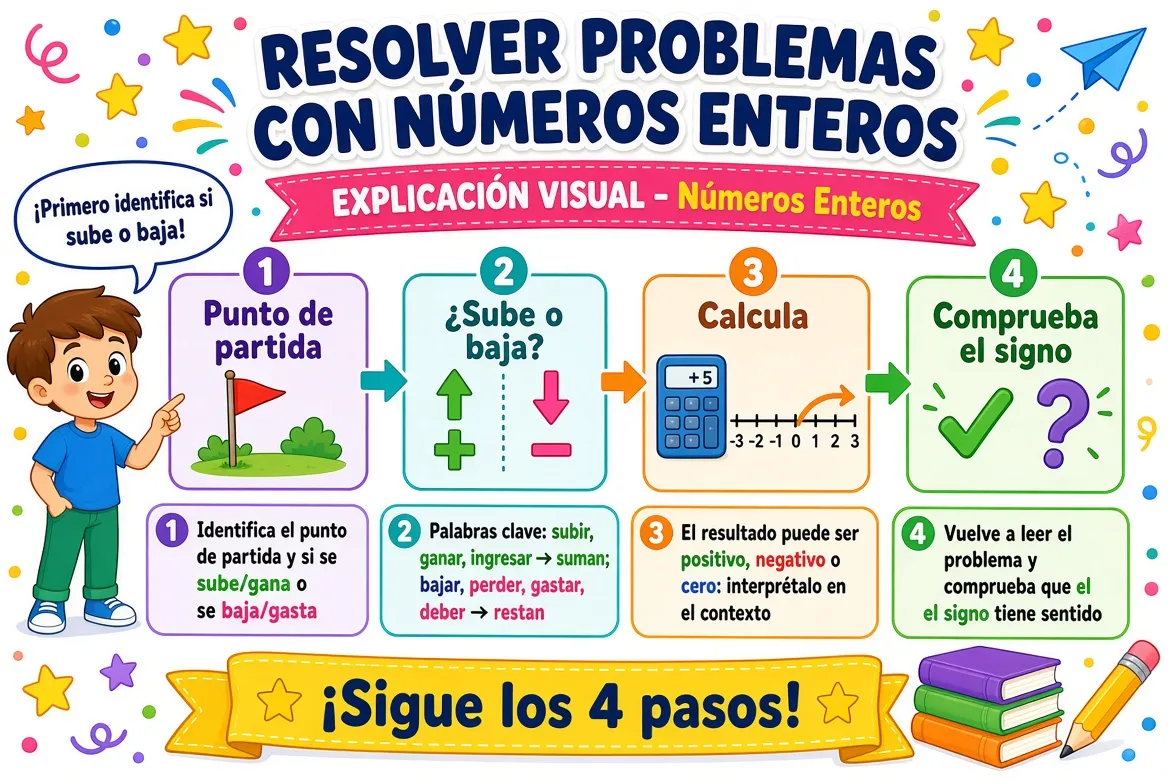 RESOLVER PROBLEMAS
CON NÚMEROS ENTEROS
EXPLICACIÓN VISUAL – Números Enteros
¡Primero identifica si
sube o baja!
1
Punto de
partida
2
¿Sube o
baja?
3
Calcula
+5
-3 -2 -1 0 1 2 3
4
Comprueba
el signo
1
Identifica el punto
de partida y si se
sube/gana o
se baja/gasta
2
Palabras clave: subir,
ganar, ingresar → suman;
bajar, perder, gastar,
deber → restan
3
El resultado puede ser
positivo, negativo o
cero: interprétalo en
el contexto
4
Vuelve a leer el
problema y
comprueba que el
el signo tiene sentido
¡Sigue los 4 pasos!